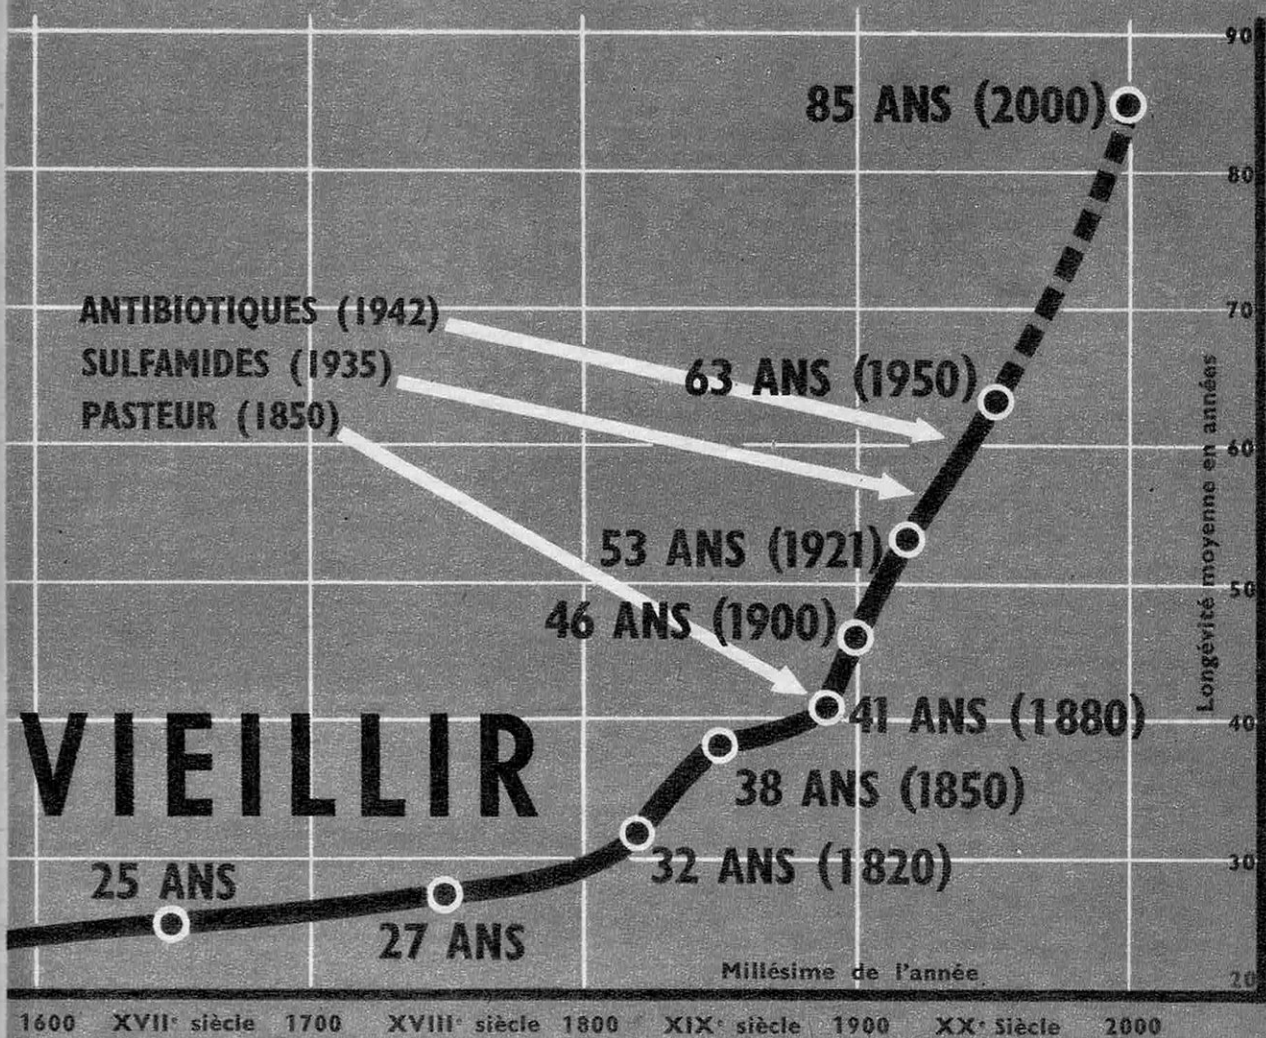 90
85 ANS (2000)
80
ANTIBIOTIQUES (1942)
70
SULFAMIDES (1935)
63 ANS (1950)
PASTEUR (1850)
60
Longévité moyenne en années
53 ANS (1921)
50
46 ANS (1900)
41 ANS (1880)
40
VIEILLIR
38 ANS (1850)
32 ANS (1820)
30
25 ANS
27 ANS
Millésime de l'année
20
1600 XVIIe siècle 1700 XVIIIe siècle 1800 XIXe siècle 1900 XXe Siècle 2000